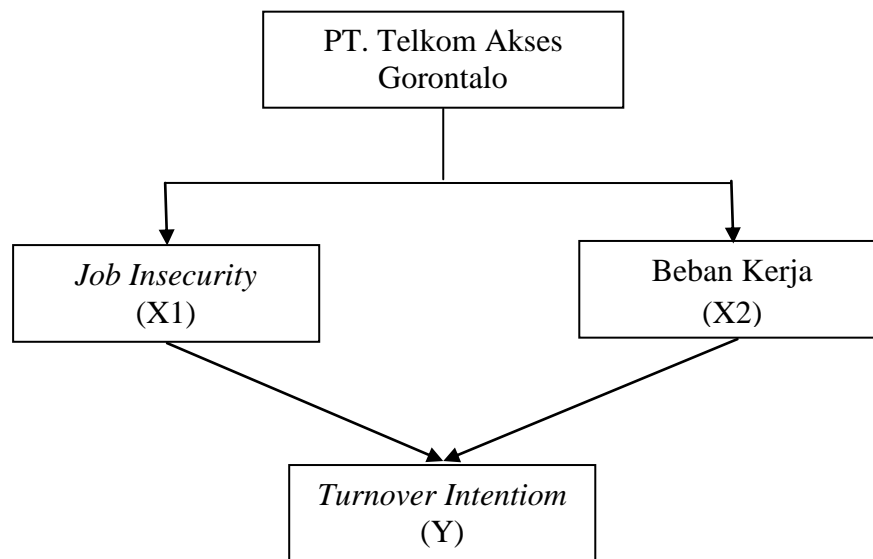 PT. Telkom Akses
Gorontalo
Job Insecurity
(X1)
Beban Kerja
(X2)
Turnover Intentiom
(Y)